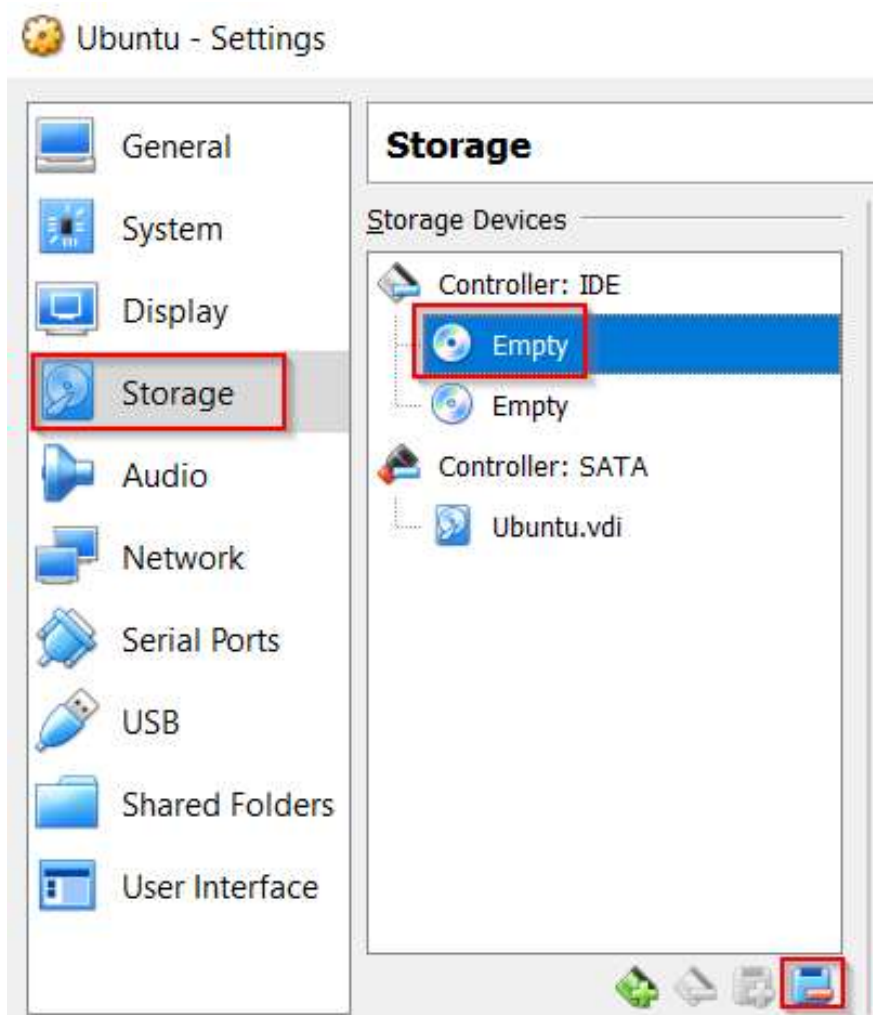 Ubuntu - Settings
General
System
Display
Storage
Audio
Network
Serial Ports
USB
Shared Folders
User Interface
Storage
Storage Devices
Controller: IDE
Empty
Empty
Controller: SATA
Ubuntu.vdi